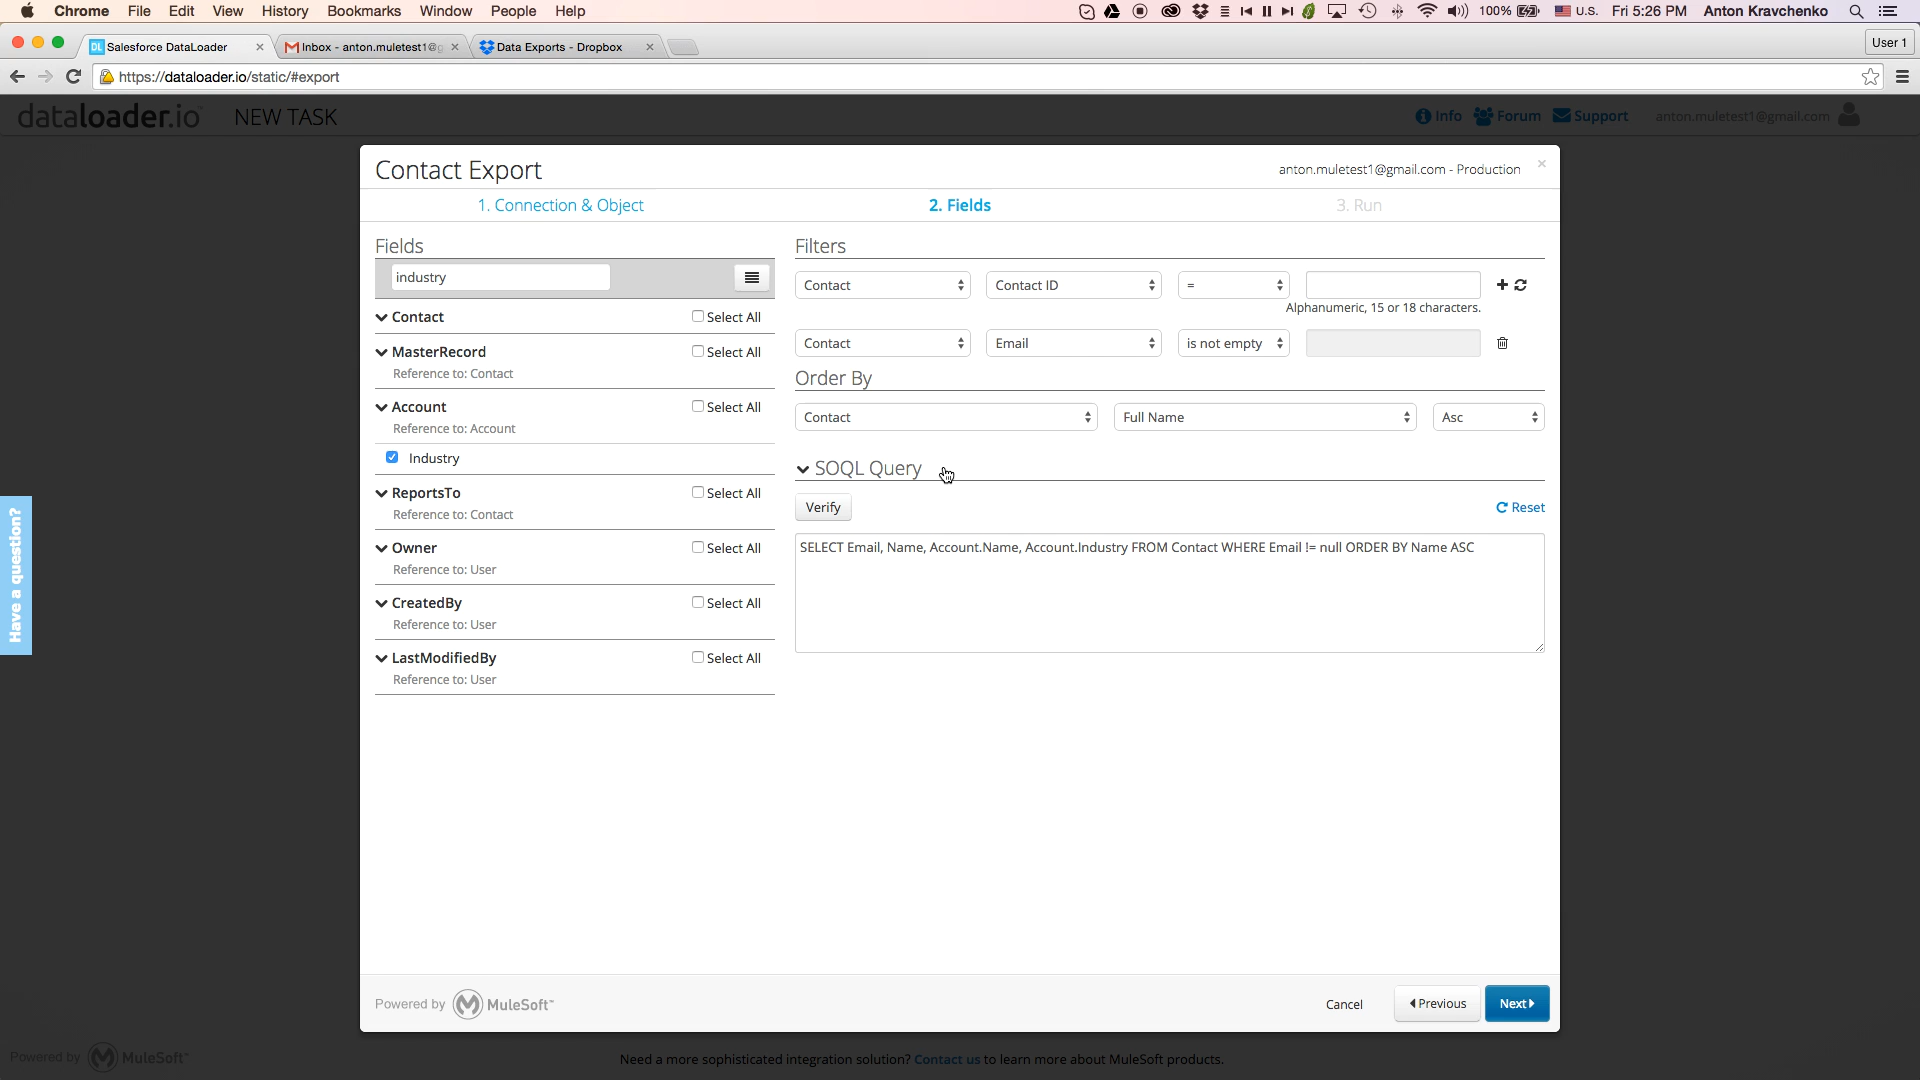 Chrome File Edit View History Bookmarks Window People Help 100% U.S. Fri 5:26 PM Anton Kravchenko
DL Salesforce DataLoader Inbox - anton.muletest1@g Data Exports - Dropbox User 1
https://dataloader.io/static/#export
dataloader.io NEW TASK Info Forum Support anton.muletest1@gmail.com
Contact Export anton.muletest1@gmail.com - Production
1. Connection & Object 2. Fields 3. Run
Fields
industry
Contact Select All
MasterRecord Select All
Reference to: Contact
Account Select All
Reference to: Account
Industry
ReportsTo Select All
Reference to: Contact
Owner Select All
Reference to: User
CreatedBy Select All
Reference to: User
LastModifiedBy Select All
Reference to: User
Filters
Contact Contact ID =
Alphanumeric, 15 or 18 characters.
Contact Email is not empty
Order By
Contact Full Name Asc
SOQL Query
Verify Reset
SELECT Email, Name, Account.Name, Account.Industry FROM Contact WHERE Email != null ORDER BY Name ASC
Have a question?
Powered by MuleSoft™ Cancel Previous Next
Powered by MuleSoft™ Need a more sophisticated integration solution? Contact us to learn more about MuleSoft products.